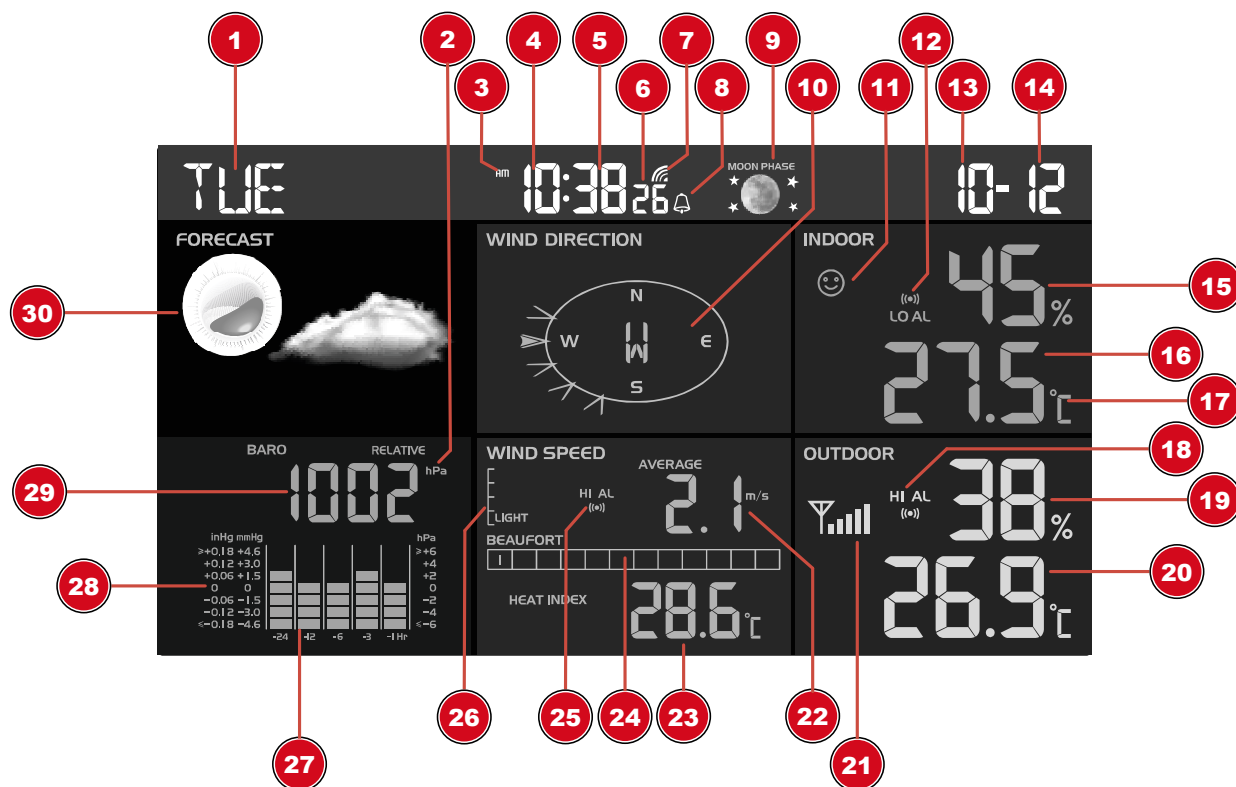 1
2
3
4
5
6
7
8
9
10
11
12
13
14
TUE
AM 10:38 26
MOON PHASE
10-12
FORECAST
WIND DIRECTION
N
W
W
E
S
INDOOR
LO AL
45 %
27.5 °C
15
16
17
30
BARO
RELATIVE
1002 hPa
29
inHg mmHg hPa
≥+0.18 +4.6 ≥+6
+0.12 +3.0 +4
+0.06 +1.5 +2
0 0 0
-0.06 -1.5 -2
-0.12 -3.0 -4
≤-0.18 -4.6 ≤-6
-24 -12 -6 -3 -1 Hr
28
WIND SPEED
AVERAGE
HI AL
2.1 m/s
LIGHT
BEAUFORT
1
HEAT INDEX
28.6 °C
OUTDOOR
HI AL
38 %
26.9 °C
18
19
20
26
25
24
23
22
21
27